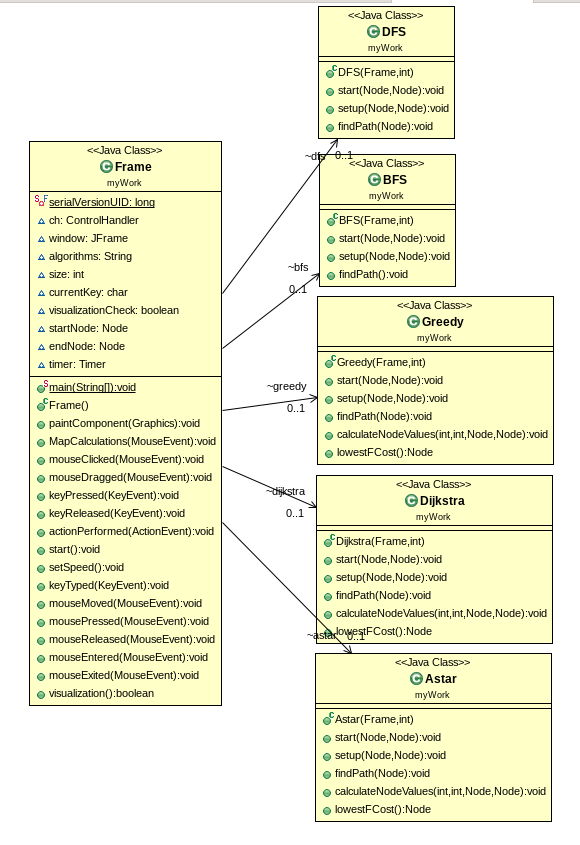 <<Java Class>>
Frame
myWork
serialVersionUID: long
ch: ControlHandler
window: JFrame
algorithms: String
size: int
currentKey: char
visualizationCheck: boolean
startNode: Node
endNode: Node
timer: Timer
main(String[]):void
Frame()
paintComponent(Graphics):void
MapCalculations(MouseEvent):void
mouseClicked(MouseEvent):void
mouseDragged(MouseEvent):void
keyPressed(KeyEvent):void
keyReleased(KeyEvent):void
actionPerformed(ActionEvent):void
start():void
setSpeed():void
keyTyped(KeyEvent):void
mouseMoved(MouseEvent):void
mousePressed(MouseEvent):void
mouseReleased(MouseEvent):void
mouseEntered(MouseEvent):void
mouseExited(MouseEvent):void
visualization():boolean
~dfs
0..1
~bfs
0..1
~greedy
0..1
~dijkstra
0..1
~astar
0..1
<<Java Class>>
DFS
myWork
DFS(Frame,int)
start(Node,Node):void
setup(Node,Node):void
findPath(Node):void
<<Java Class>>
BFS
myWork
BFS(Frame,int)
start(Node,Node):void
setup(Node,Node):void
findPath():void
<<Java Class>>
Greedy
myWork
Greedy(Frame,int)
start(Node,Node):void
setup(Node,Node):void
findPath(Node):void
calculateNodeValues(int,int,Node,Node):void
lowestFCost():Node
<<Java Class>>
Dijkstra
myWork
Dijkstra(Frame,int)
start(Node,Node):void
setup(Node,Node):void
findPath(Node):void
calculateNodeValues(int,int,Node,Node):void
lowestFCost():Node
<<Java Class>>
Astar
myWork
Astar(Frame,int)
start(Node,Node):void
setup(Node,Node):void
findPath(Node):void
calculateNodeValues(int,int,Node,Node):void
lowestFCost():Node